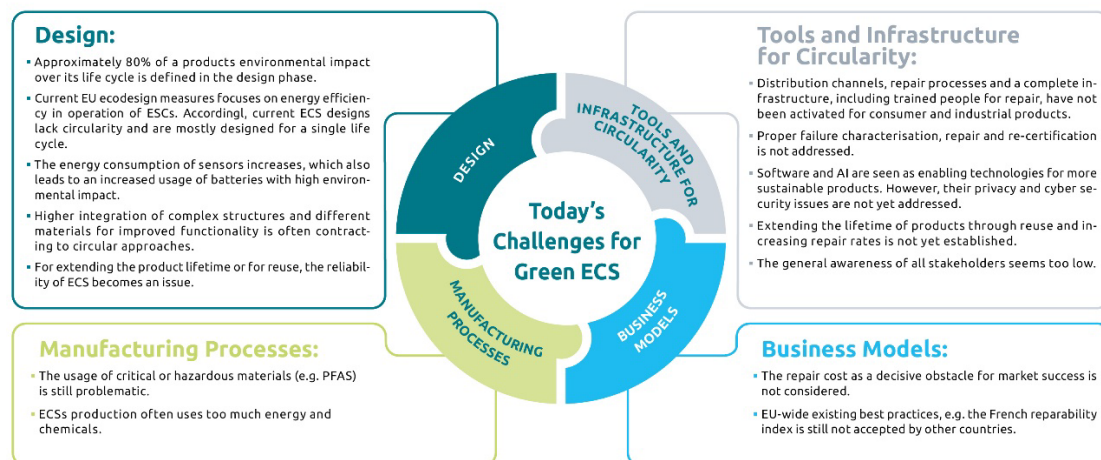 Design:
▪ Approximately 80% of a products environmental impact
over its life cycle is defined in the design phase.
▪ Current EU ecodesign measures focuses on energy efficien-
cy in operation of ESCs. Accordingl, current ECS designs
lack circularity and are mostly designed for a single life
cycle.
▪ The energy consumption of sensors increases, which also
leads to an increased usage of batteries with high environ-
mental impact.
▪ Higher integration of complex structures and different
materials for improved functionality is often contract-
ing to circular approaches.
▪ For extending the product lifetime or for reuse, the reliabil-
ity of ECS becomes an issue.
Tools and Infrastructure
for Circularity:
▪ Distribution channels, repair processes and a complete in-
frastructure, including trained people for repair, have not
been activated for consumer and industrial products.
▪ Proper failure characterisation, repair and re-certification
is not addressed.
▪ Software and AI are seen as enabling technologies for more
sustainable products. However, their privacy and cyber se-
curity issues are not yet addressed.
▪ Extending the lifetime of products through reuse and in-
creasing repair rates is not yet established.
▪ The general awareness of all stakeholders seems too low.
DESIGN
TOOLS AND
INFRASTRUCTURE FOR
CIRCULARITY
Today's
Challenges for
Green ECS
MANUFACTURING
PROCESSES
BUSINESS
MODELS
Manufacturing Processes:
▪ The usage of critical or hazardous materials (e.g. PFAS)
is still problematic.
▪ ECSs production often uses too much energy and
chemicals.
Business Models:
▪ The repair cost as a decisive obstacle for market success is
not considered.
▪ EU-wide existing best practices, e.g. the French reparability
index is still not accepted by other countries.